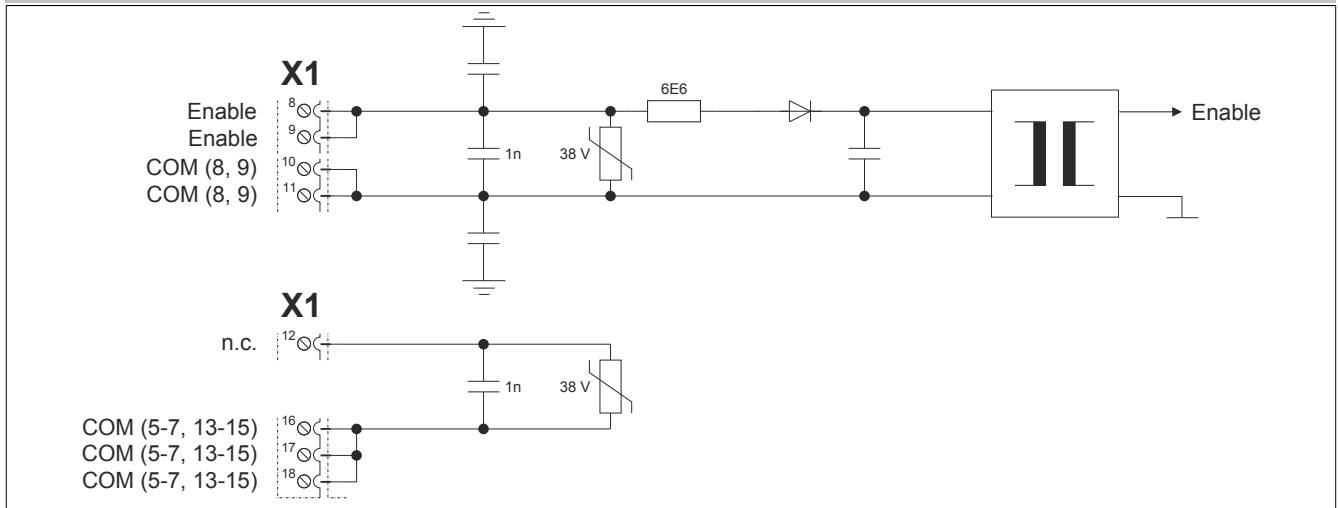 X1
6E6
Enable 8
Enable 9
COM (8, 9) 10
COM (8, 9) 11
1n
38 V
Enable
X1
n.c. 12
1n
38 V
COM (5-7, 13-15) 16
COM (5-7, 13-15) 17
COM (5-7, 13-15) 18